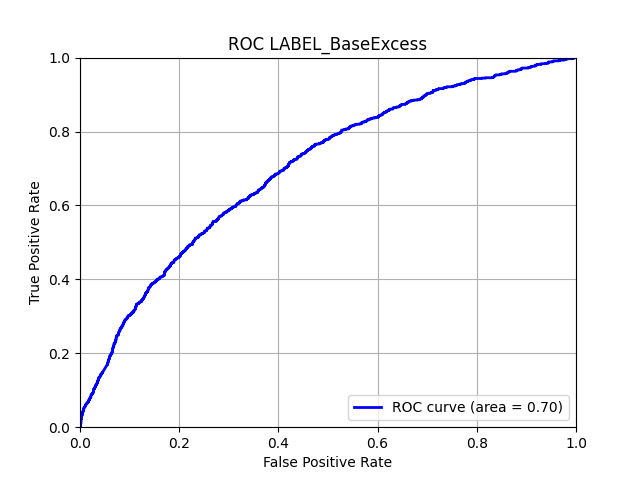 ROC LABEL_BaseExcess
True Positive Rate
1.0
0.8
0.6
0.4
0.2
0.0
ROC curve (area = 0.70)
0.0 0.2 0.4 0.6 0.8 1.0
False Positive Rate